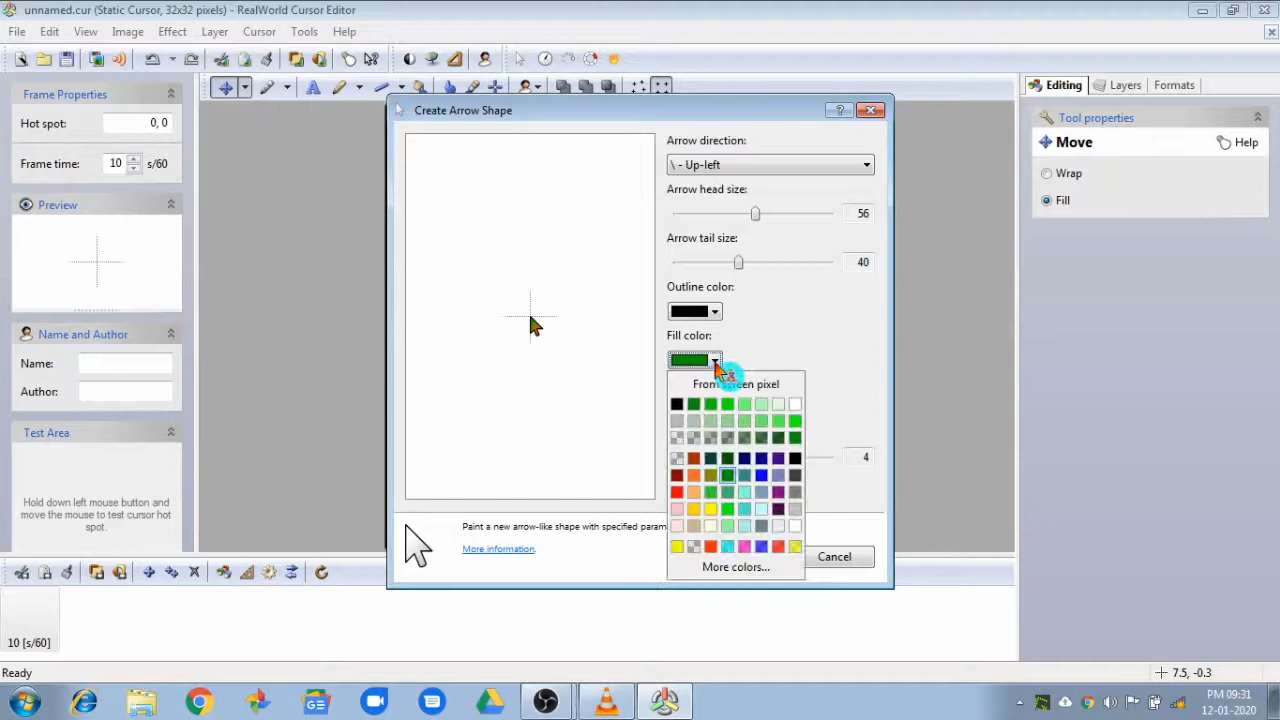 unnamed.cur (Static Cursor, 32x32 pixels) - RealWorld Cursor Editor
File Edit View Image Effect Layer Cursor Tools Help
Frame Properties
Hot spot: 0, 0
Frame time: 10 s/60
Preview
Name and Author
Name:
Author:
Test Area
Hold down left mouse button and
move the mouse to test cursor hot
spot.
Create Arrow Shape
Arrow direction:
\ - Up-left
Arrow head size:
56
Arrow tail size:
40
Outline color:
Fill color:
From screen pixel
4
More colors...
Paint a new arrow-like shape with specified param
More information.
Cancel
Editing Layers Formats
Tool properties
Move Help
Wrap
Fill
10 [s/60]
Ready
7.5, -0.3
PM 09:31
12-01-2020